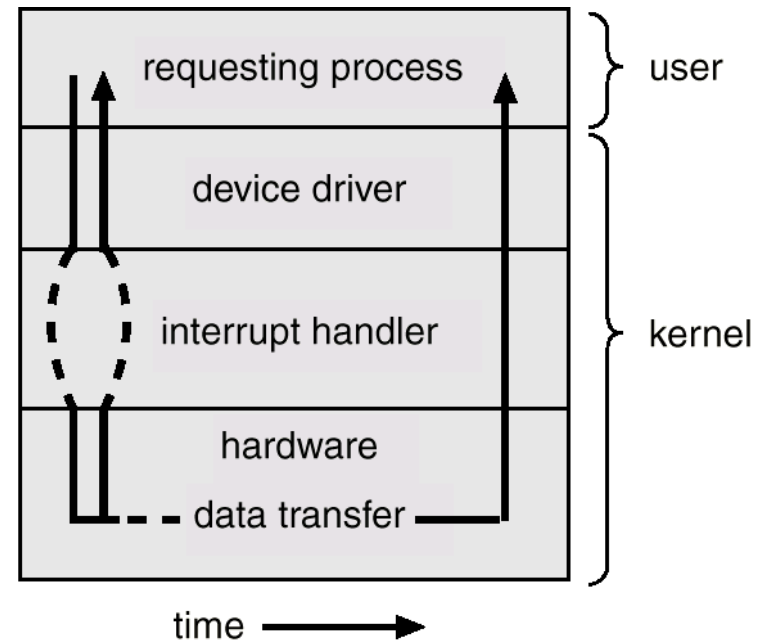 requesting process
user
device driver
interrupt handler
kernel
hardware
data transfer
time